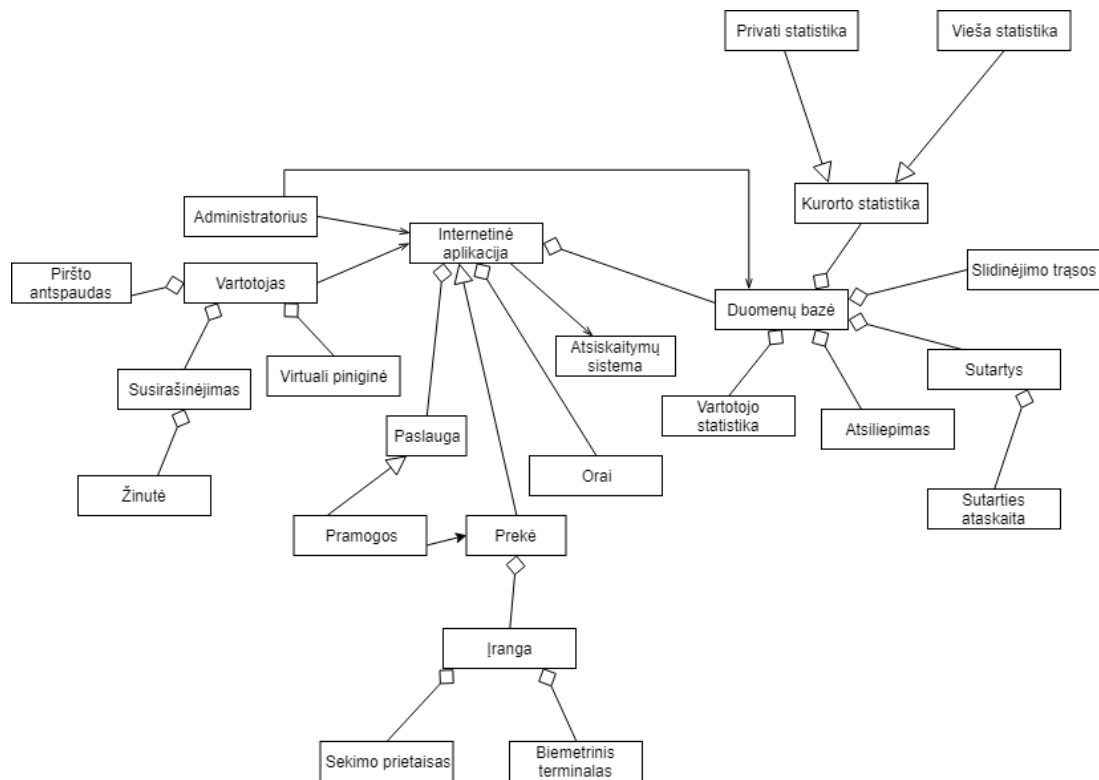 Privati statistika
Vieša statistika
Kurorto statistika
Administratorius
Internetinė
aplikacija
Piršto
antspaudas
Vartotojas
Slidinėjimo trąsos
Duomenų bazė
Atsiskaitymų
sistema
Susirašinėjimas
Virtuali piniginė
Sutartys
Vartotojo
statistika
Atsiliepimas
Paslauga
Orai
Žinutė
Sutarties
ataskaita
Pramogos
Prekė
Įranga
Sekimo prietaisas
Biemetrinis
terminalas